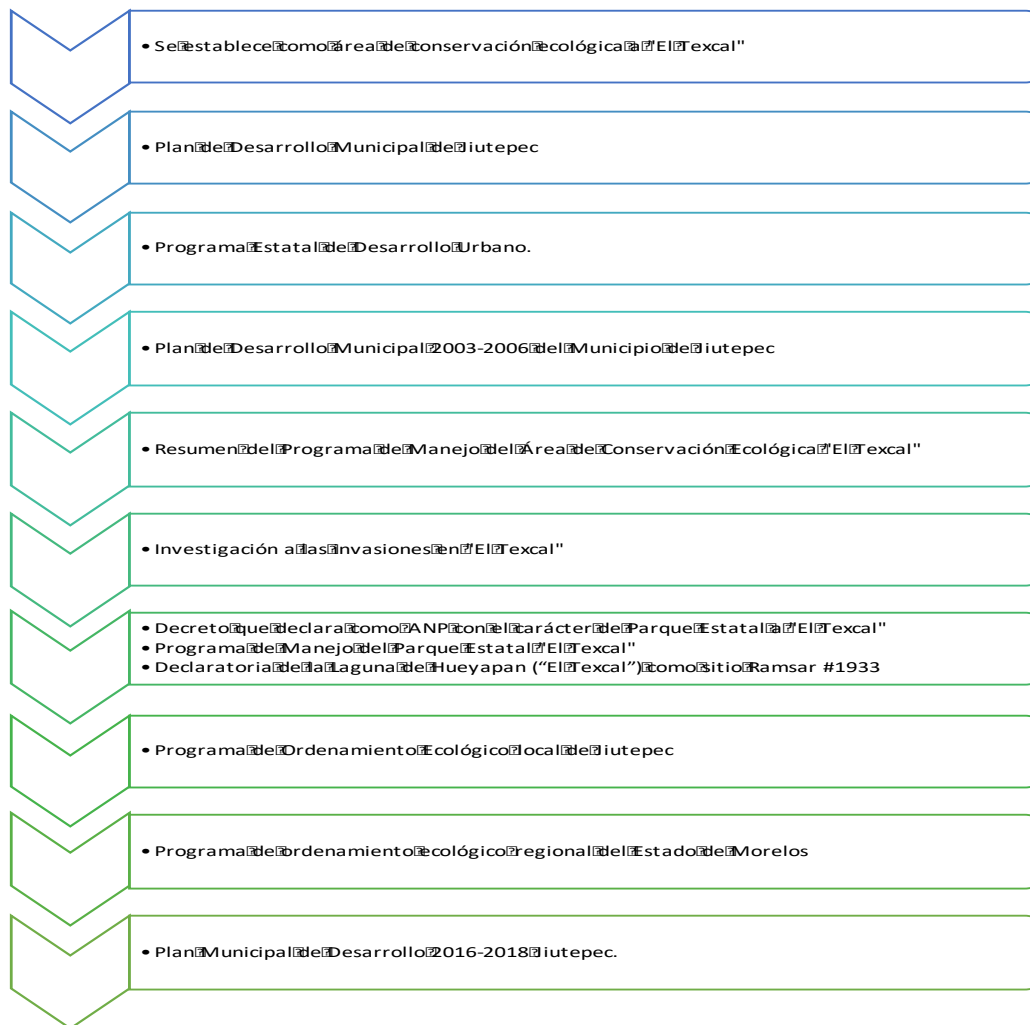 • Se establece como área de conservación ecológica a "El Texcal"
• Plan de Desarrollo Municipal de Jiutepec
• Programa Estatal de Desarrollo Urbano.
• Plan de Desarrollo Municipal 2003-2006 del Municipio de Jiutepec
• Resumen del Programa de Manejo del Área de Conservación Ecológica "El Texcal"
• Investigación a las invasiones en "El Texcal"
• Decreto que declara como ANP con el carácter de Parque Estatal a "El Texcal"
• Programa de Manejo del Parque Estatal "El Texcal"
• Declaratoria de la Laguna de Hueyapan (“El Texcal”) como sitio Ramsar #1933
• Programa de Ordenamiento Ecológico local de Jiutepec
• Programa de ordenamiento ecológico regional del Estado de Morelos
• Plan Municipal de Desarrollo 2016-2018 Jiutepec.